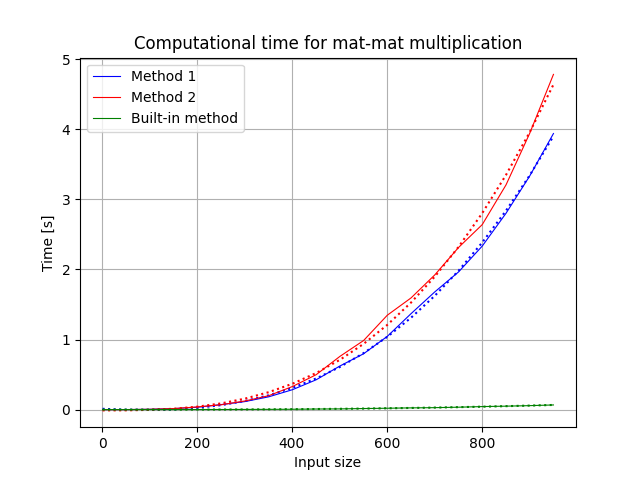 Computational time for mat-mat multiplication
Method 1
Method 2
Built-in method
Time [s]
5
4
3
2
1
0
0 200 400 600 800
Input size